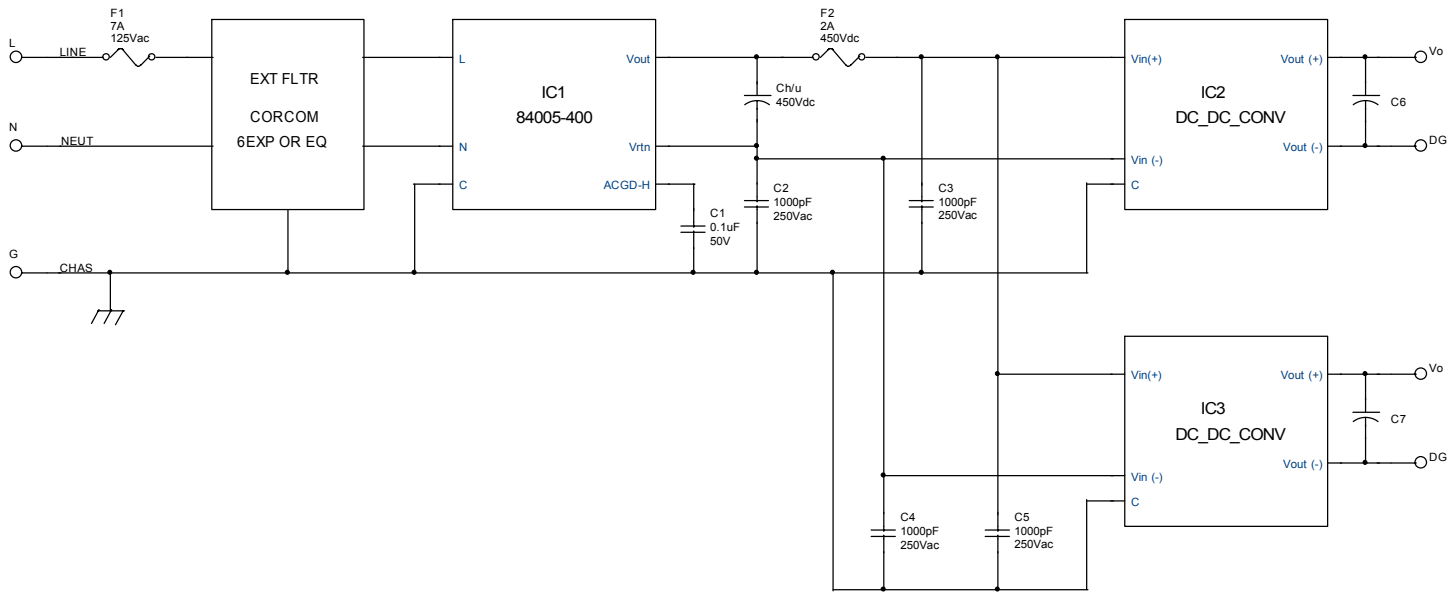 F1
7A
125Vac
L
LINE
N
NEUT
G
CHAS
EXT FLTR
CORCOM
6EXP OR EQ
L
N
C
IC1
84005-400
Vout
Vrtn
ACGD-H
C1
0.1uF
50V
Ch/u
450Vdc
C2
1000pF
250Vac
F2
2A
450Vdc
C3
1000pF
250Vac
Vin(+)
Vin (-)
C
IC2
DC_DC_CONV
Vout (+)
Vout (-)
C6
Vo
DG
C4
1000pF
250Vac
C5
1000pF
250Vac
Vin(+)
Vin (-)
C
IC3
DC_DC_CONV
Vout (+)
Vout (-)
C7
Vo
DG